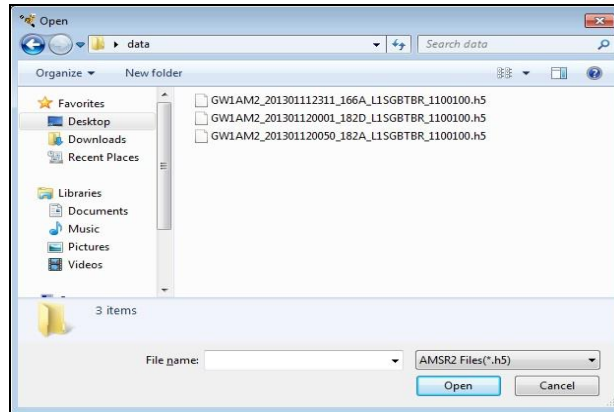 Open
data
Search data
Organize New folder
Favorites
Desktop
Downloads
Recent Places
Libraries
Documents
Music
Pictures
Videos
GW1AM2_201301112311_166A_L1SGBTBR_1100100.h5
GW1AM2_201301120001_182D_L1SGBTBR_1100100.h5
GW1AM2_201301120050_182A_L1SGBTBR_1100100.h5
3 items
File name:
AMSR2 Files(*.h5)
Open Cancel